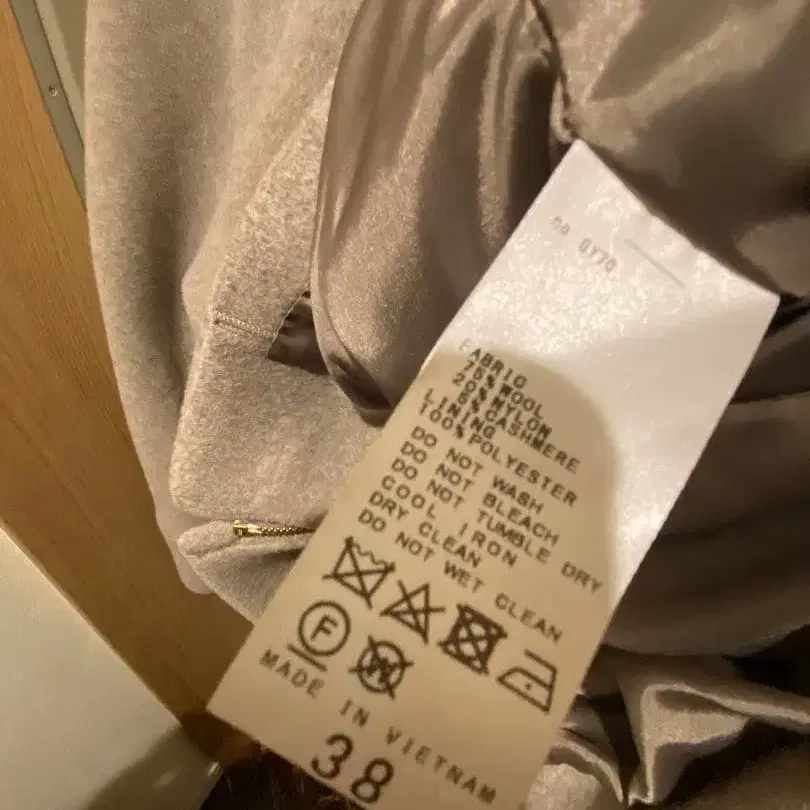 FABRIC
75% WOOL
20% NYLON
5% CASHMERE
LINING
100% POLYESTER
DO NOT WASH
DO NOT BLEACH
DO NOT TUMBLE DRY
COOL IRON
DRY CLEAN
DO NOT WET CLEAN
F
W
MADE IN VIETNAM
38